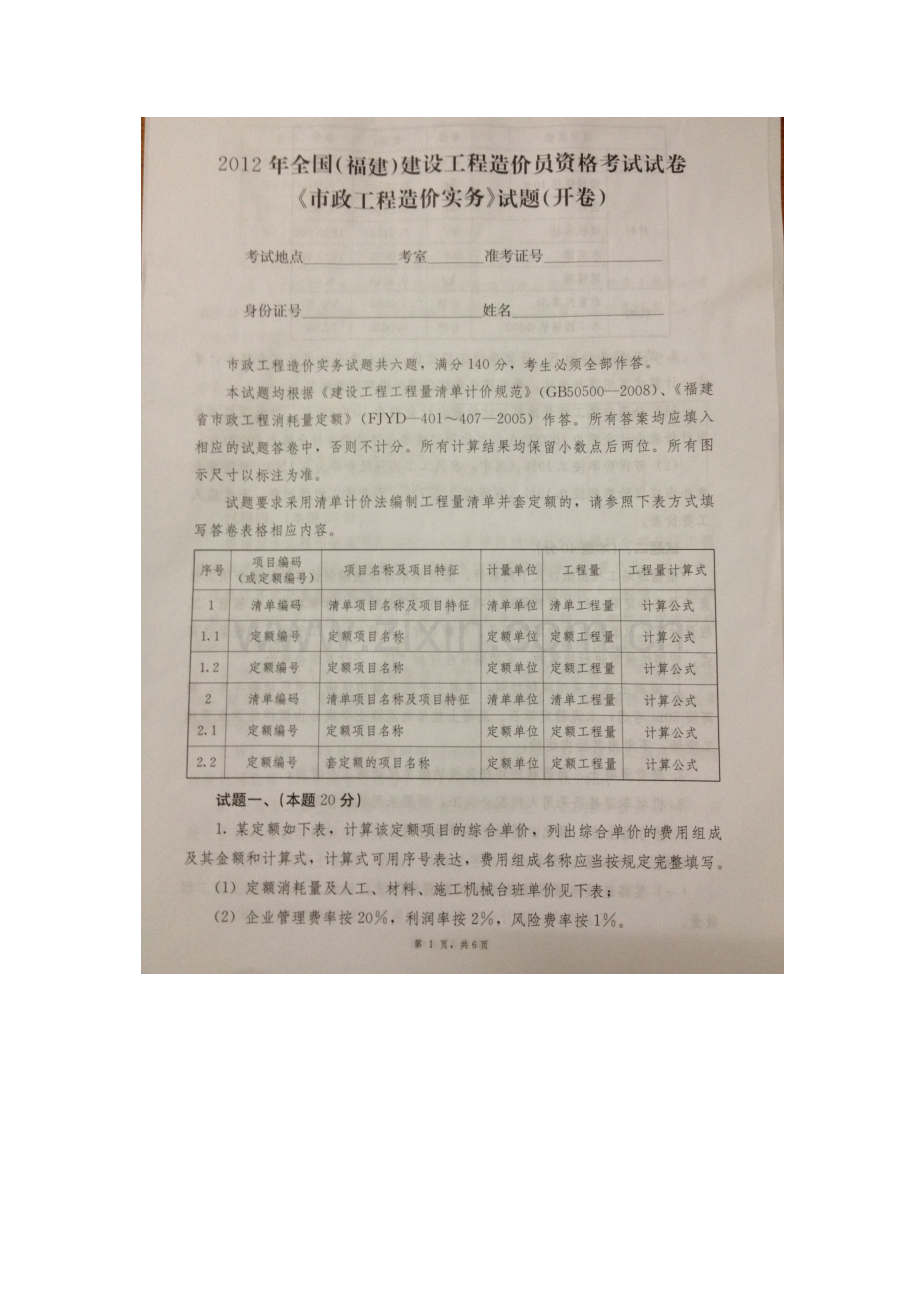 2012年全国(福建)建设工程造价员资格考试试卷
《市政工程造价实务》试题(开卷)
考试地点 考室 准考证号
身份证号 姓名
市政工程造价实务试题共六题，满分140分，考生必须全部作答。
本试题均根据《建设工程工程量清单计价规范》(GB50500—2008)、《福建
省市政工程消耗量定额》(FJYD—401～407—2005)作答。所有答案均应填入
相应的试题答卷中，否则不计分。所有计算结果均保留小数点后两位。所有图
示尺寸以标注为准。
试题要求采用清单计价法编制工程量清单并套定额的，请参照下表方式填
写答卷表格相应内容。
序号 项目编码(或定额编号) 项目名称及项目特征 计量单位 工程量 工程量计算式
1 清单编码 清单项目名称及项目特征 清单单位 清单工程量 计算公式
1.1 定额编号 定额项目名称 定额单位 定额工程量 计算公式
1.2 定额编号 定额项目名称 定额单位 定额工程量 计算公式
2 清单编码 清单项目名称及项目特征 清单单位 清单工程量 计算公式
2.1 定额编号 定额项目名称 定额单位 定额工程量 计算公式
2.2 定额编号 套定额的项目名称 定额单位 定额工程量 计算公式
试题一、(本题20分)
1. 某定额如下表，计算该定额项目的综合单价，列出综合单价的费用组成
及其金额和计算式，计算式可用序号表达，费用组成名称应当按规定完整填写。
(1) 定额消耗量及人工、材料、施工机械台班单价见下表；
(2) 企业管理费率按20%，利润率按2%，风险费率按1%。
第 1 页，共6页